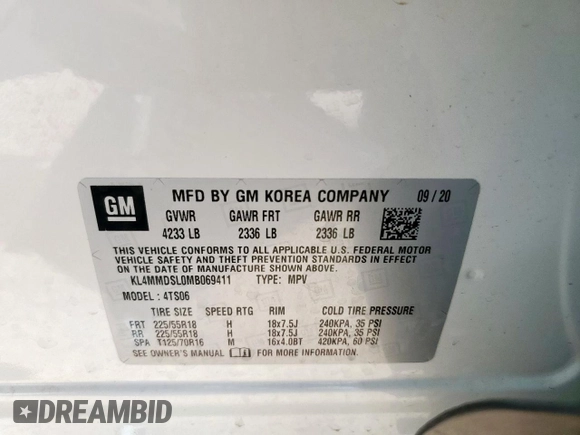 GM
MFD BY GM KOREA COMPANY 09/20
GVWR GAWR FRT GAWR RR
4233 LB 2336 LB 2336 LB
THIS VEHICLE CONFORMS TO ALL APPLICABLE U.S. FEDERAL MOTOR
VEHICLE SAFETY AND THEFT PREVENTION STANDARDS IN EFFECT
ON THE DATE OF MANUFACTURE SHOWN ABOVE.
KL4MMDSL0MB069411 TYPE: MPV
MODEL : 4TS06
TIRE SIZE SPEED RTG RIM COLD TIRE PRESSURE
FRT 225/55R18 H 18x7.5J 240KPA, 35 PSI
RR 225/55R18 H 18x7.5J 240KPA, 35 PSI
SPA T125/70R16 M 16x4.0BT 420KPA, 60 PSI
SEE OWNER'S MANUAL FOR MORE INFORMATION.
DREAMBID